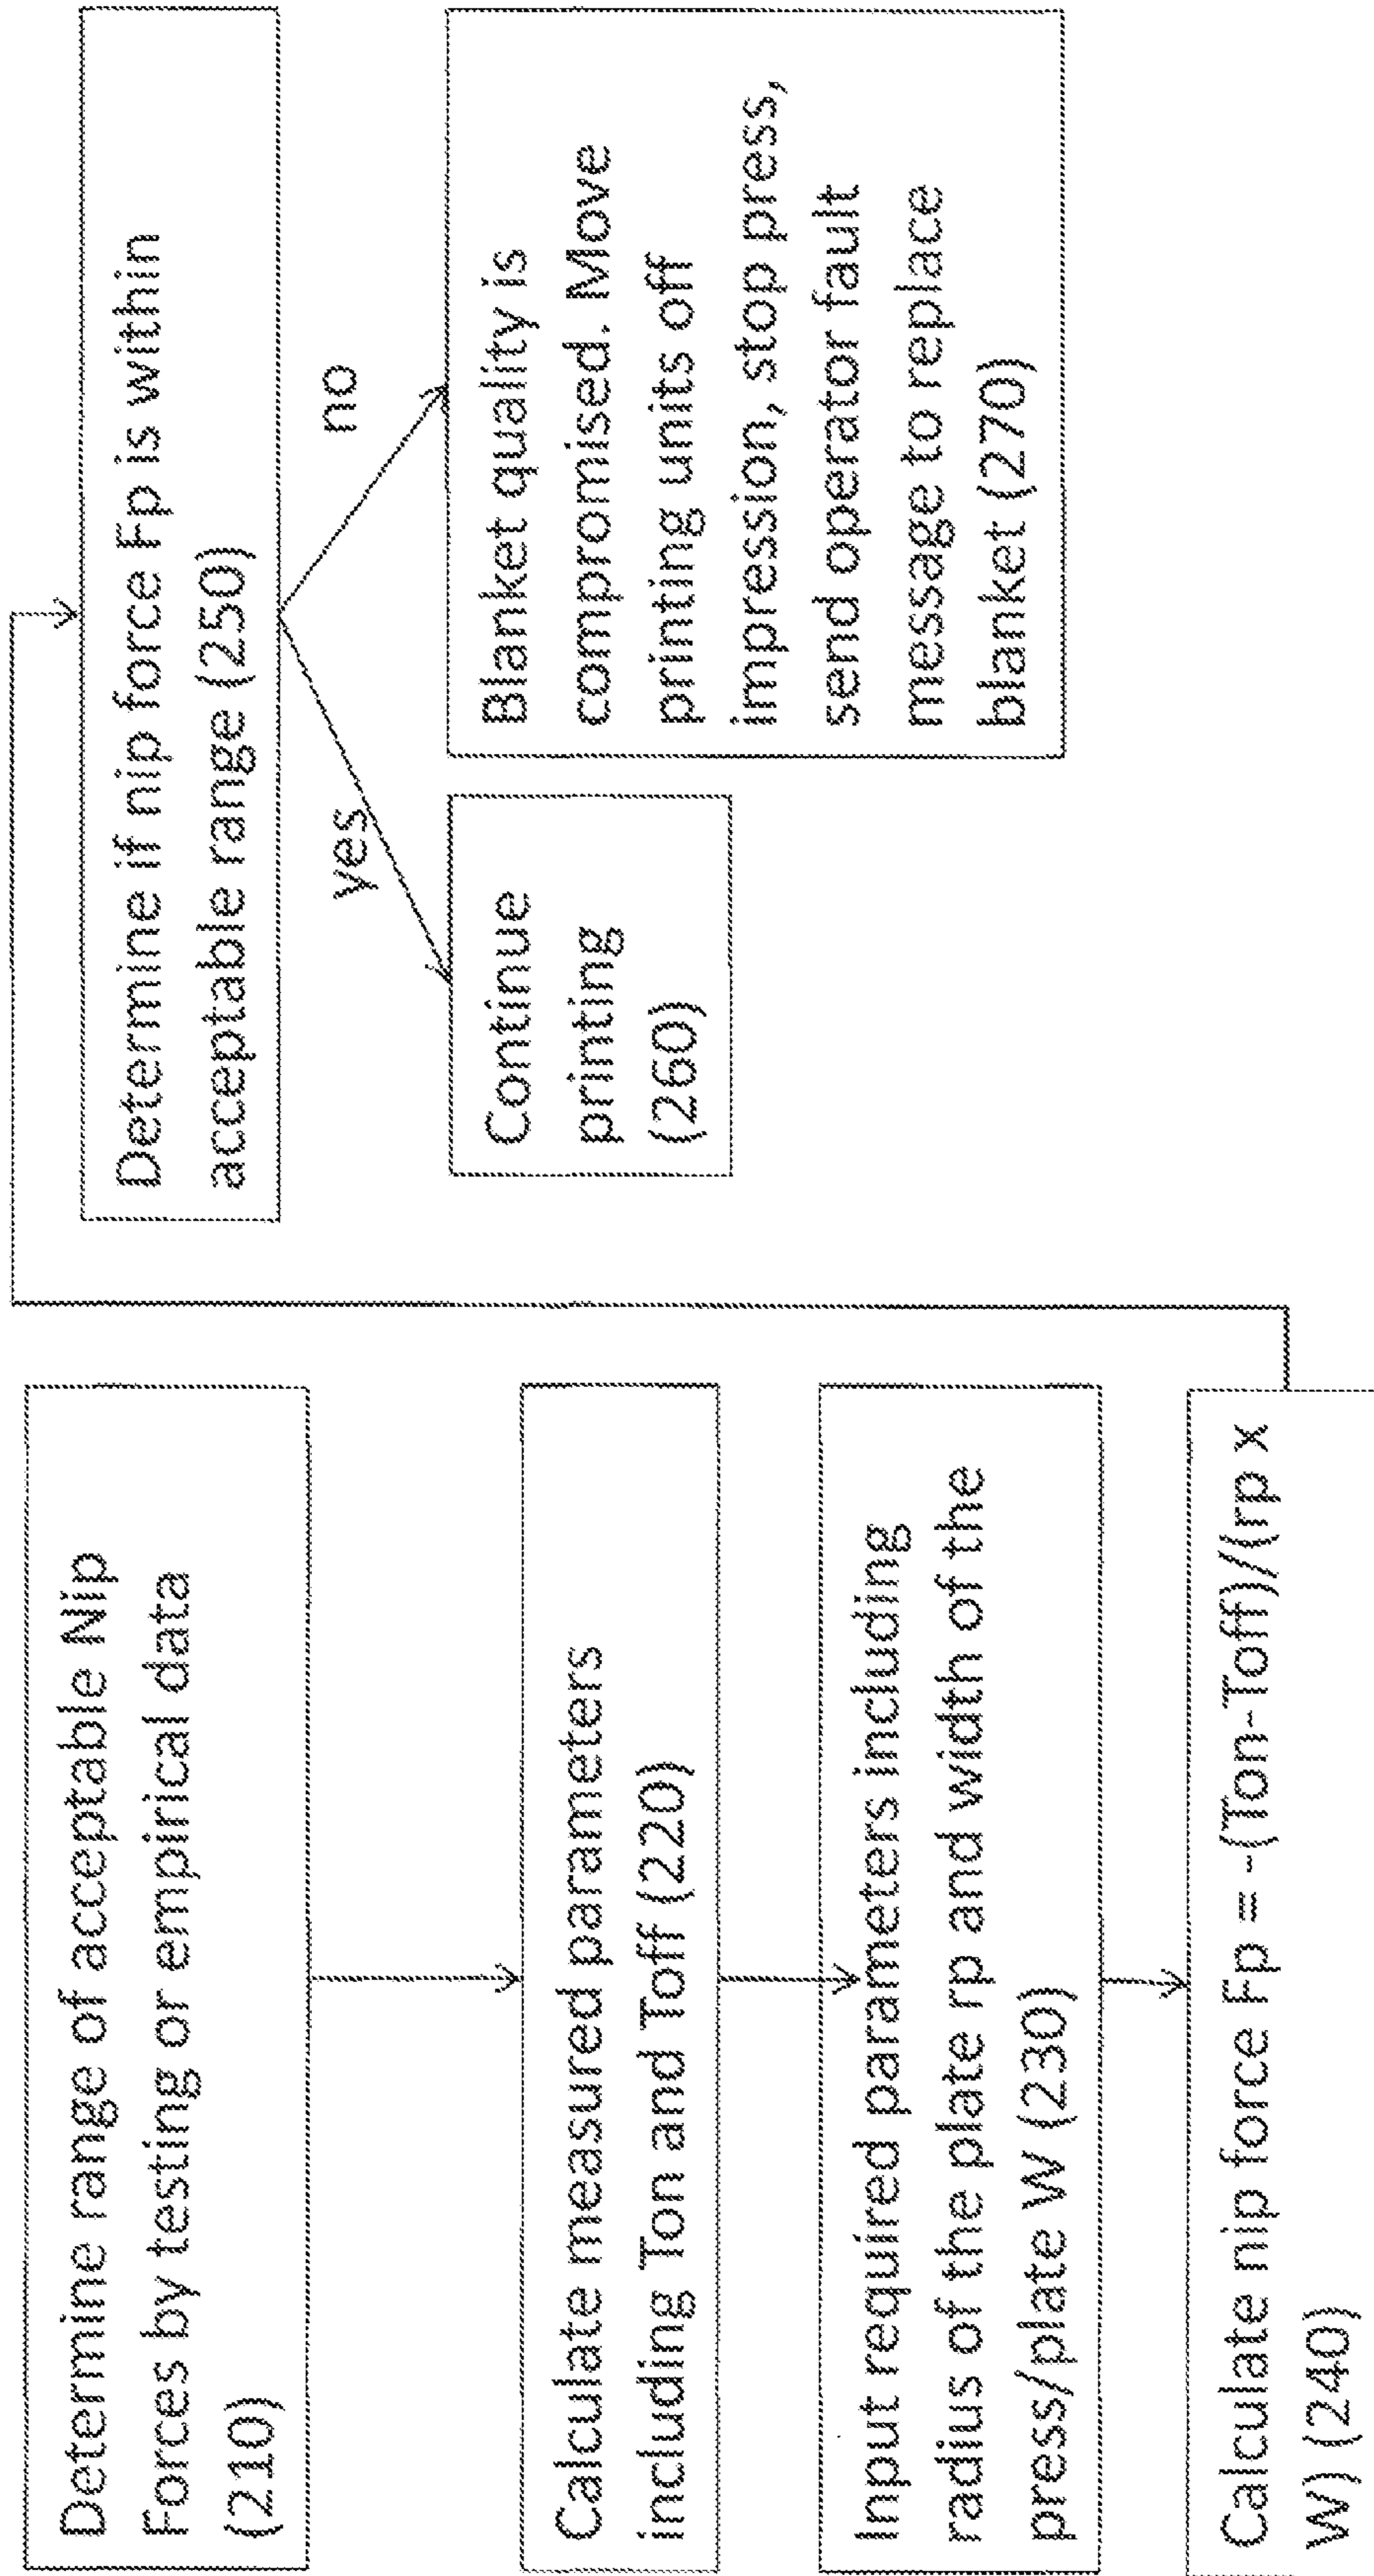 Determine range of acceptable Nip
Forces by testing or empirical data
(210)
Calculate measured parameters
including Ton and Toff (220)
Input required parameters including
radius of the plate rp and width of the
press/plate W (230)
Calculate nip force Fp = -(Ton-Toff)/(rp x
W) (240)
Determine if nip force Fp is within
acceptable range (250)
yes
no
Continue
printing
(260)
Blanket quality is
compromised. Move
printing units off
impression, stop press,
send operator fault
message to replace
blanket (270)